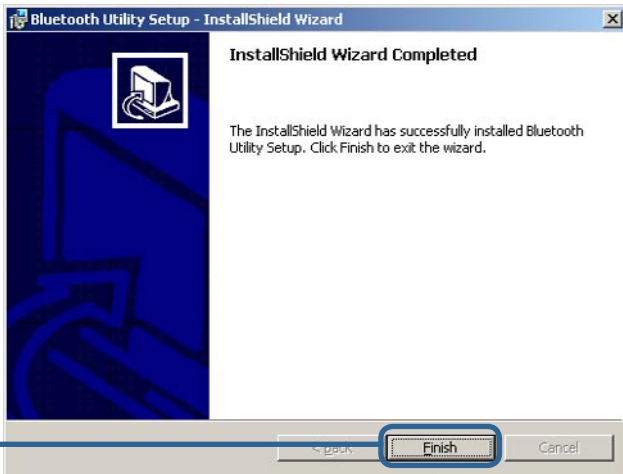 Bluetooth Utility Setup - InstallShield Wizard
InstallShield Wizard Completed
The InstallShield Wizard has successfully installed Bluetooth
Utility Setup. Click Finish to exit the wizard.
< Back
Finish
Cancel